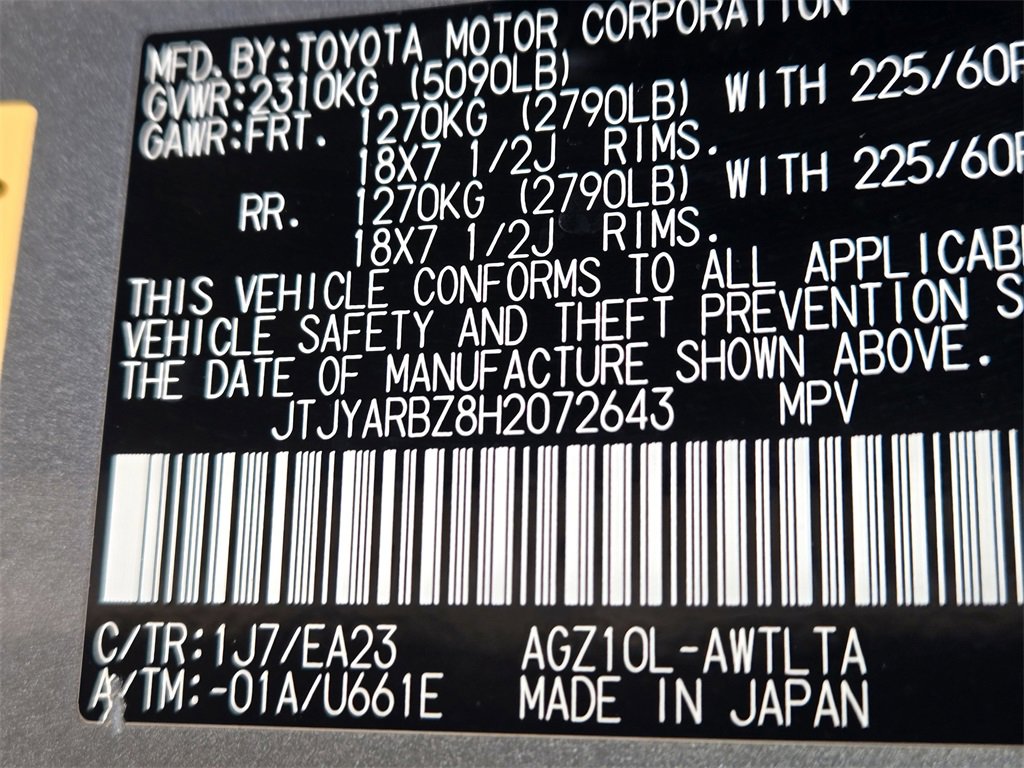 MFD. BY: TOYOTA MOTOR CORPORATION
GVWR: 2310KG (5090LB)
GAWR: FRT. 1270KG (2790LB) WITH 225/60R
18X7 1/2J RIMS.
RR. 1270KG (2790LB) WITH 225/60R
18X7 1/2J RIMS.
THIS VEHICLE CONFORMS TO ALL APPLICAB
VEHICLE SAFETY AND THEFT PREVENTION S
THE DATE OF MANUFACTURE SHOWN ABOVE.
JTJYARBZ8H2072643 MPV
C/TR: 1J7/EA23 AGZ10L-AWTLTA
A/TM: -01A/U661E MADE IN JAPAN